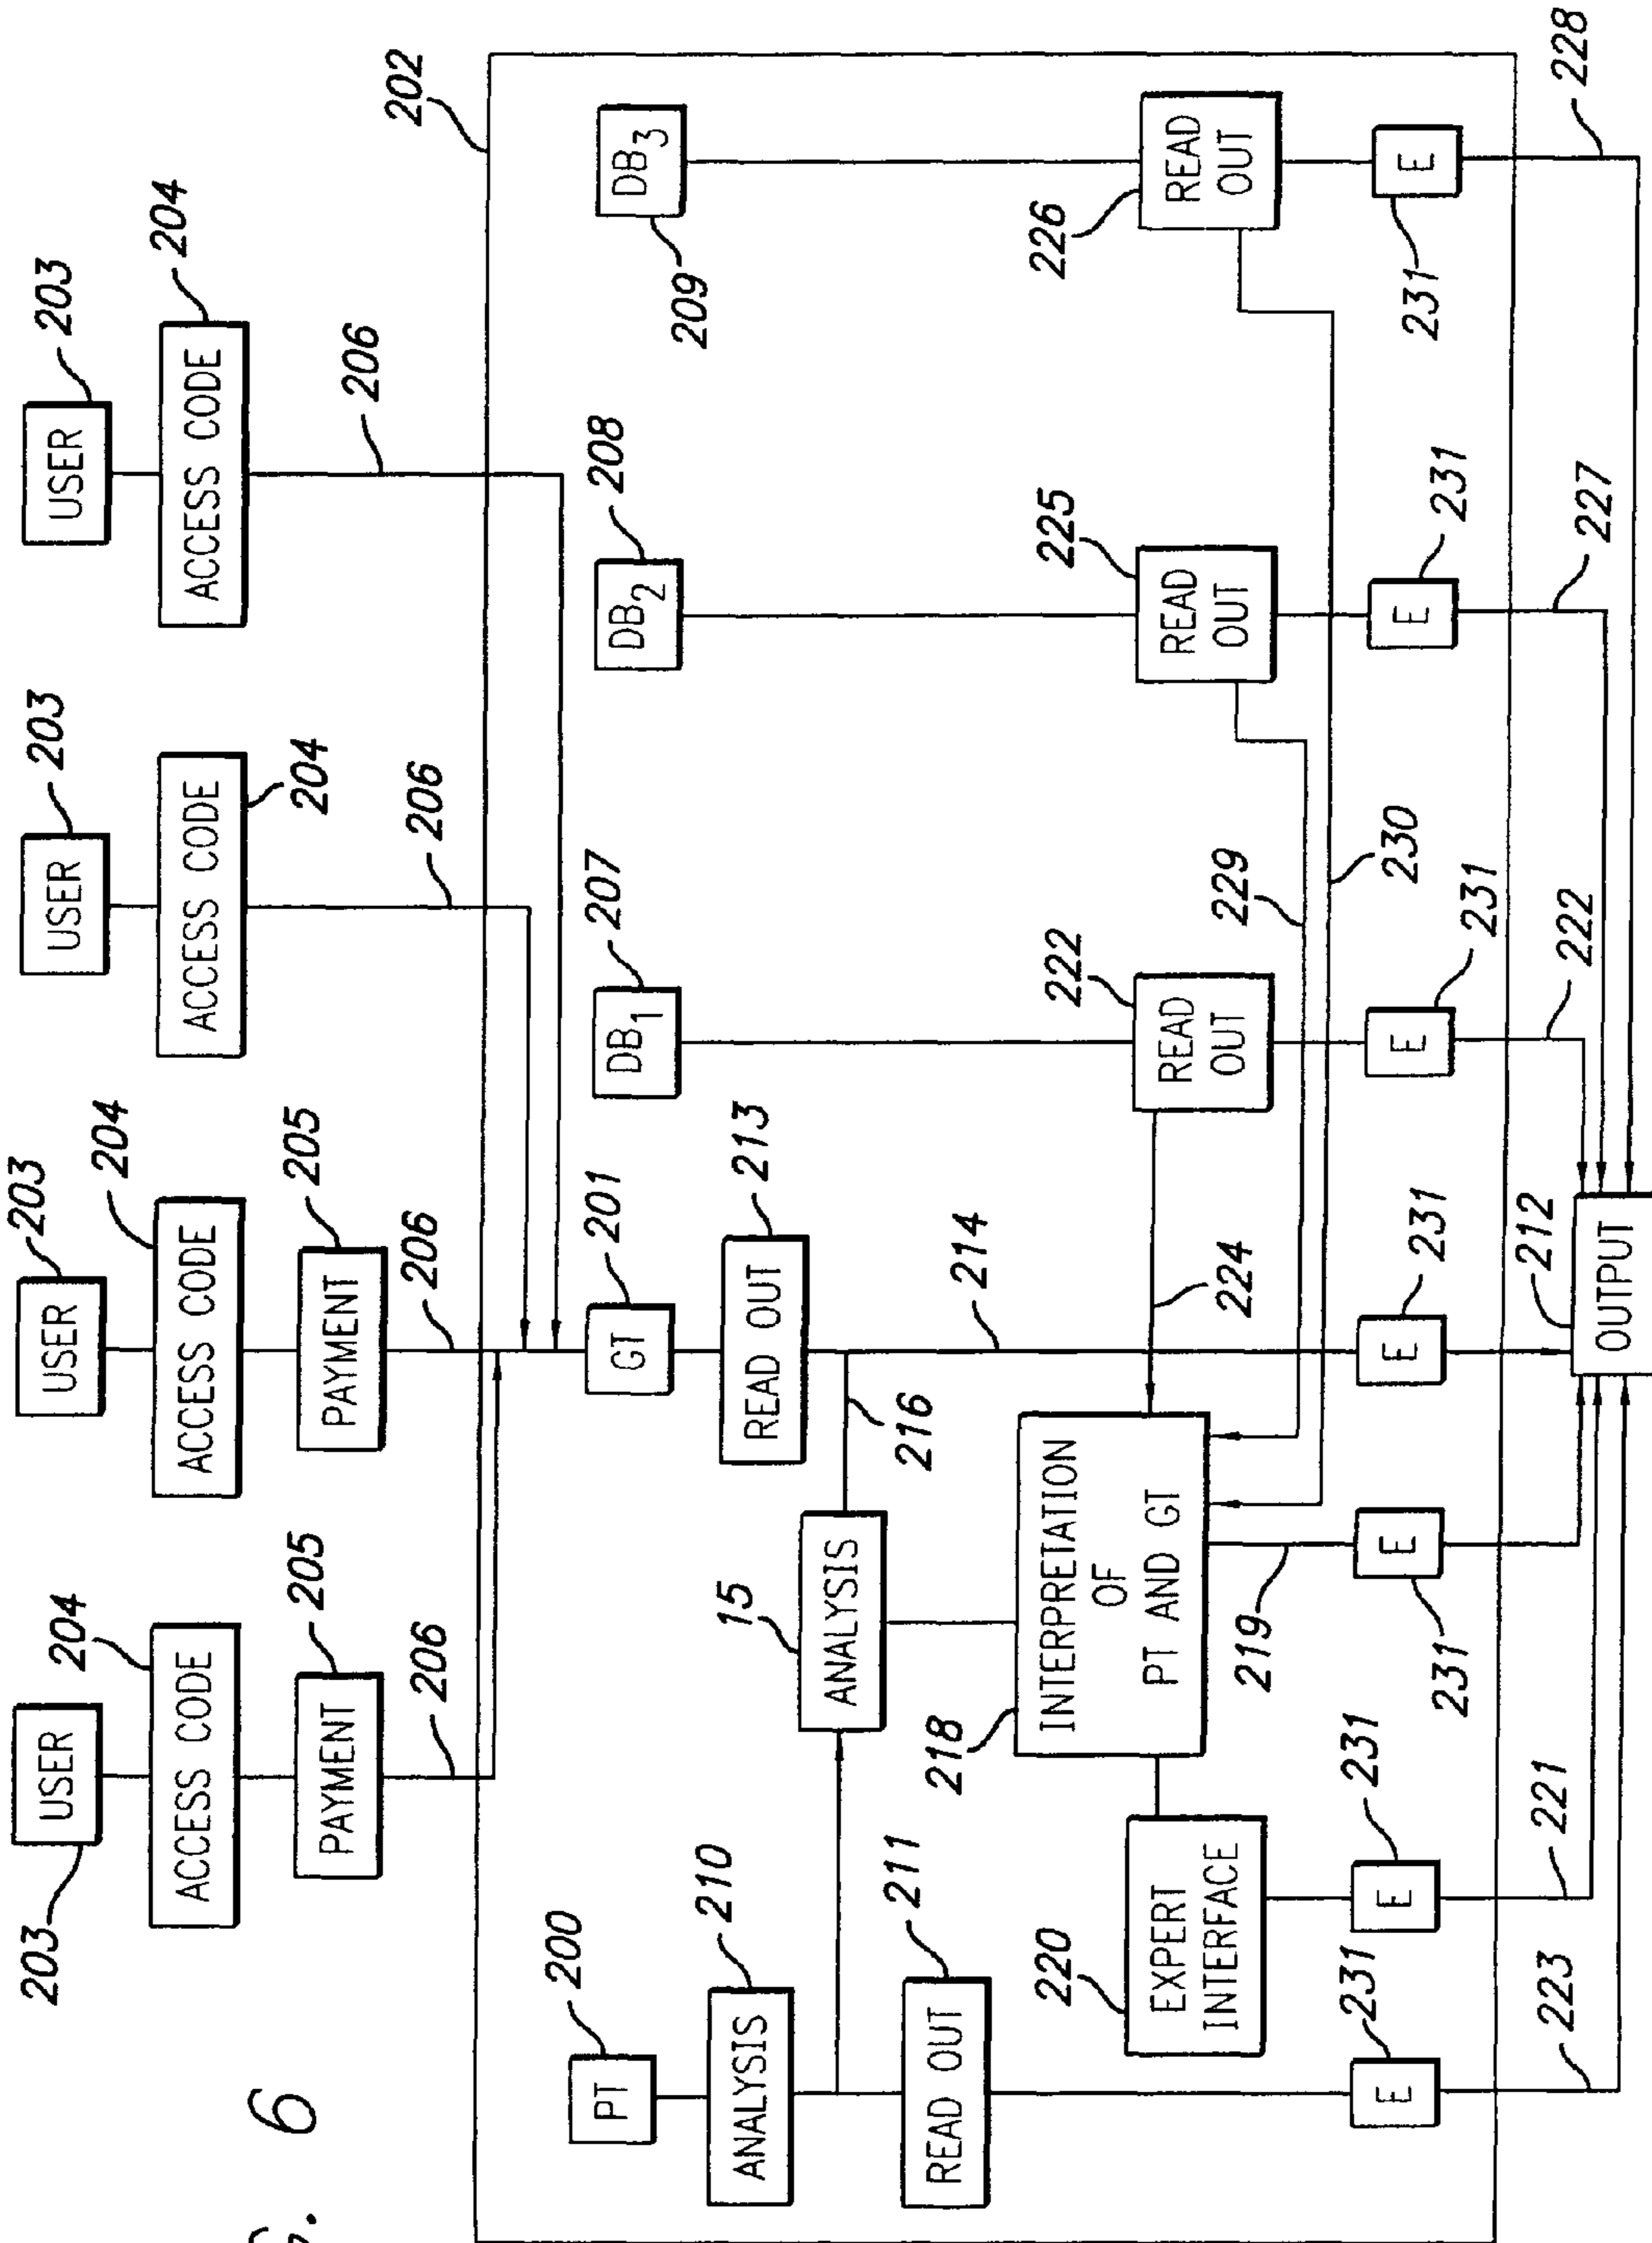 203
USER
203
USER
203
USER
203
USER
204
ACCESS CODE
204
ACCESS CODE
ACCESS CODE
204
204
ACCESS CODE
205
PAYMENT
205
PAYMENT
206
206
206
206
202
200
PT
201
GT
207
DB1
208
DB2
209
DB3
210
ANALYSIS
213
READ OUT
15
ANALYSIS
216
214
211
READ OUT
218
INTERPRETATION
OF
PT AND GT
224
222
READ
OUT
225
READ
OUT
226
READ
OUT
220
EXPERT
INTERFACE
229
230
219
231
E
231
E
231
E
231
E
231
E
231
E
231
E
223
221
212
OUTPUT
222
227
228
6